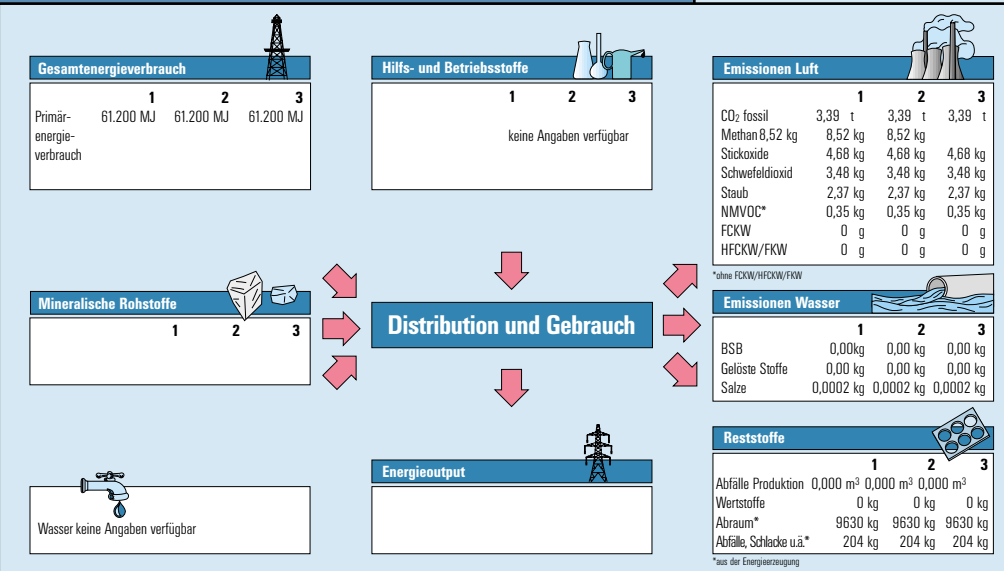 Gesamtenergieverbrauch
1 2 3
Primär- 61.200 MJ 61.200 MJ 61.200 MJ
energie-
verbrauch
Hilfs- und Betriebsstoffe
1 2 3
keine Angaben verfügbar
Emissionen Luft
1 2 3
CO2 fossil 3,39 t 3,39 t 3,39 t
Methan 8,52 kg 8,52 kg 8,52 kg
Stickoxide 4,68 kg 4,68 kg 4,68 kg
Schwefeldioxid 3,48 kg 3,48 kg 3,48 kg
Staub 2,37 kg 2,37 kg 2,37 kg
NMVOC* 0,35 kg 0,35 kg 0,35 kg
FCKW 0 g 0 g 0 g
HFCKW/FKW 0 g 0 g 0 g
*ohne FCKW/HFCKW/FKW
Mineralische Rohstoffe
1 2 3
Distribution und Gebrauch
Emissionen Wasser
1 2 3
BSB 0,00kg 0,00 kg 0,00 kg
Gelöste Stoffe 0,00 kg 0,00 kg 0,00 kg
Salze 0,0002 kg 0,0002 kg 0,0002 kg
Wasser keine Angaben verfügbar
Energieoutput
Reststoffe
1 2 3
Abfälle Produktion 0,000 m³ 0,000 m³ 0,000 m³
Wertstoffe 0 kg 0 kg 0 kg
Abraum* 9630 kg 9630 kg 9630 kg
Abfälle, Schlacke u.ä.* 204 kg 204 kg 204 kg
*aus der Energieerzeugung